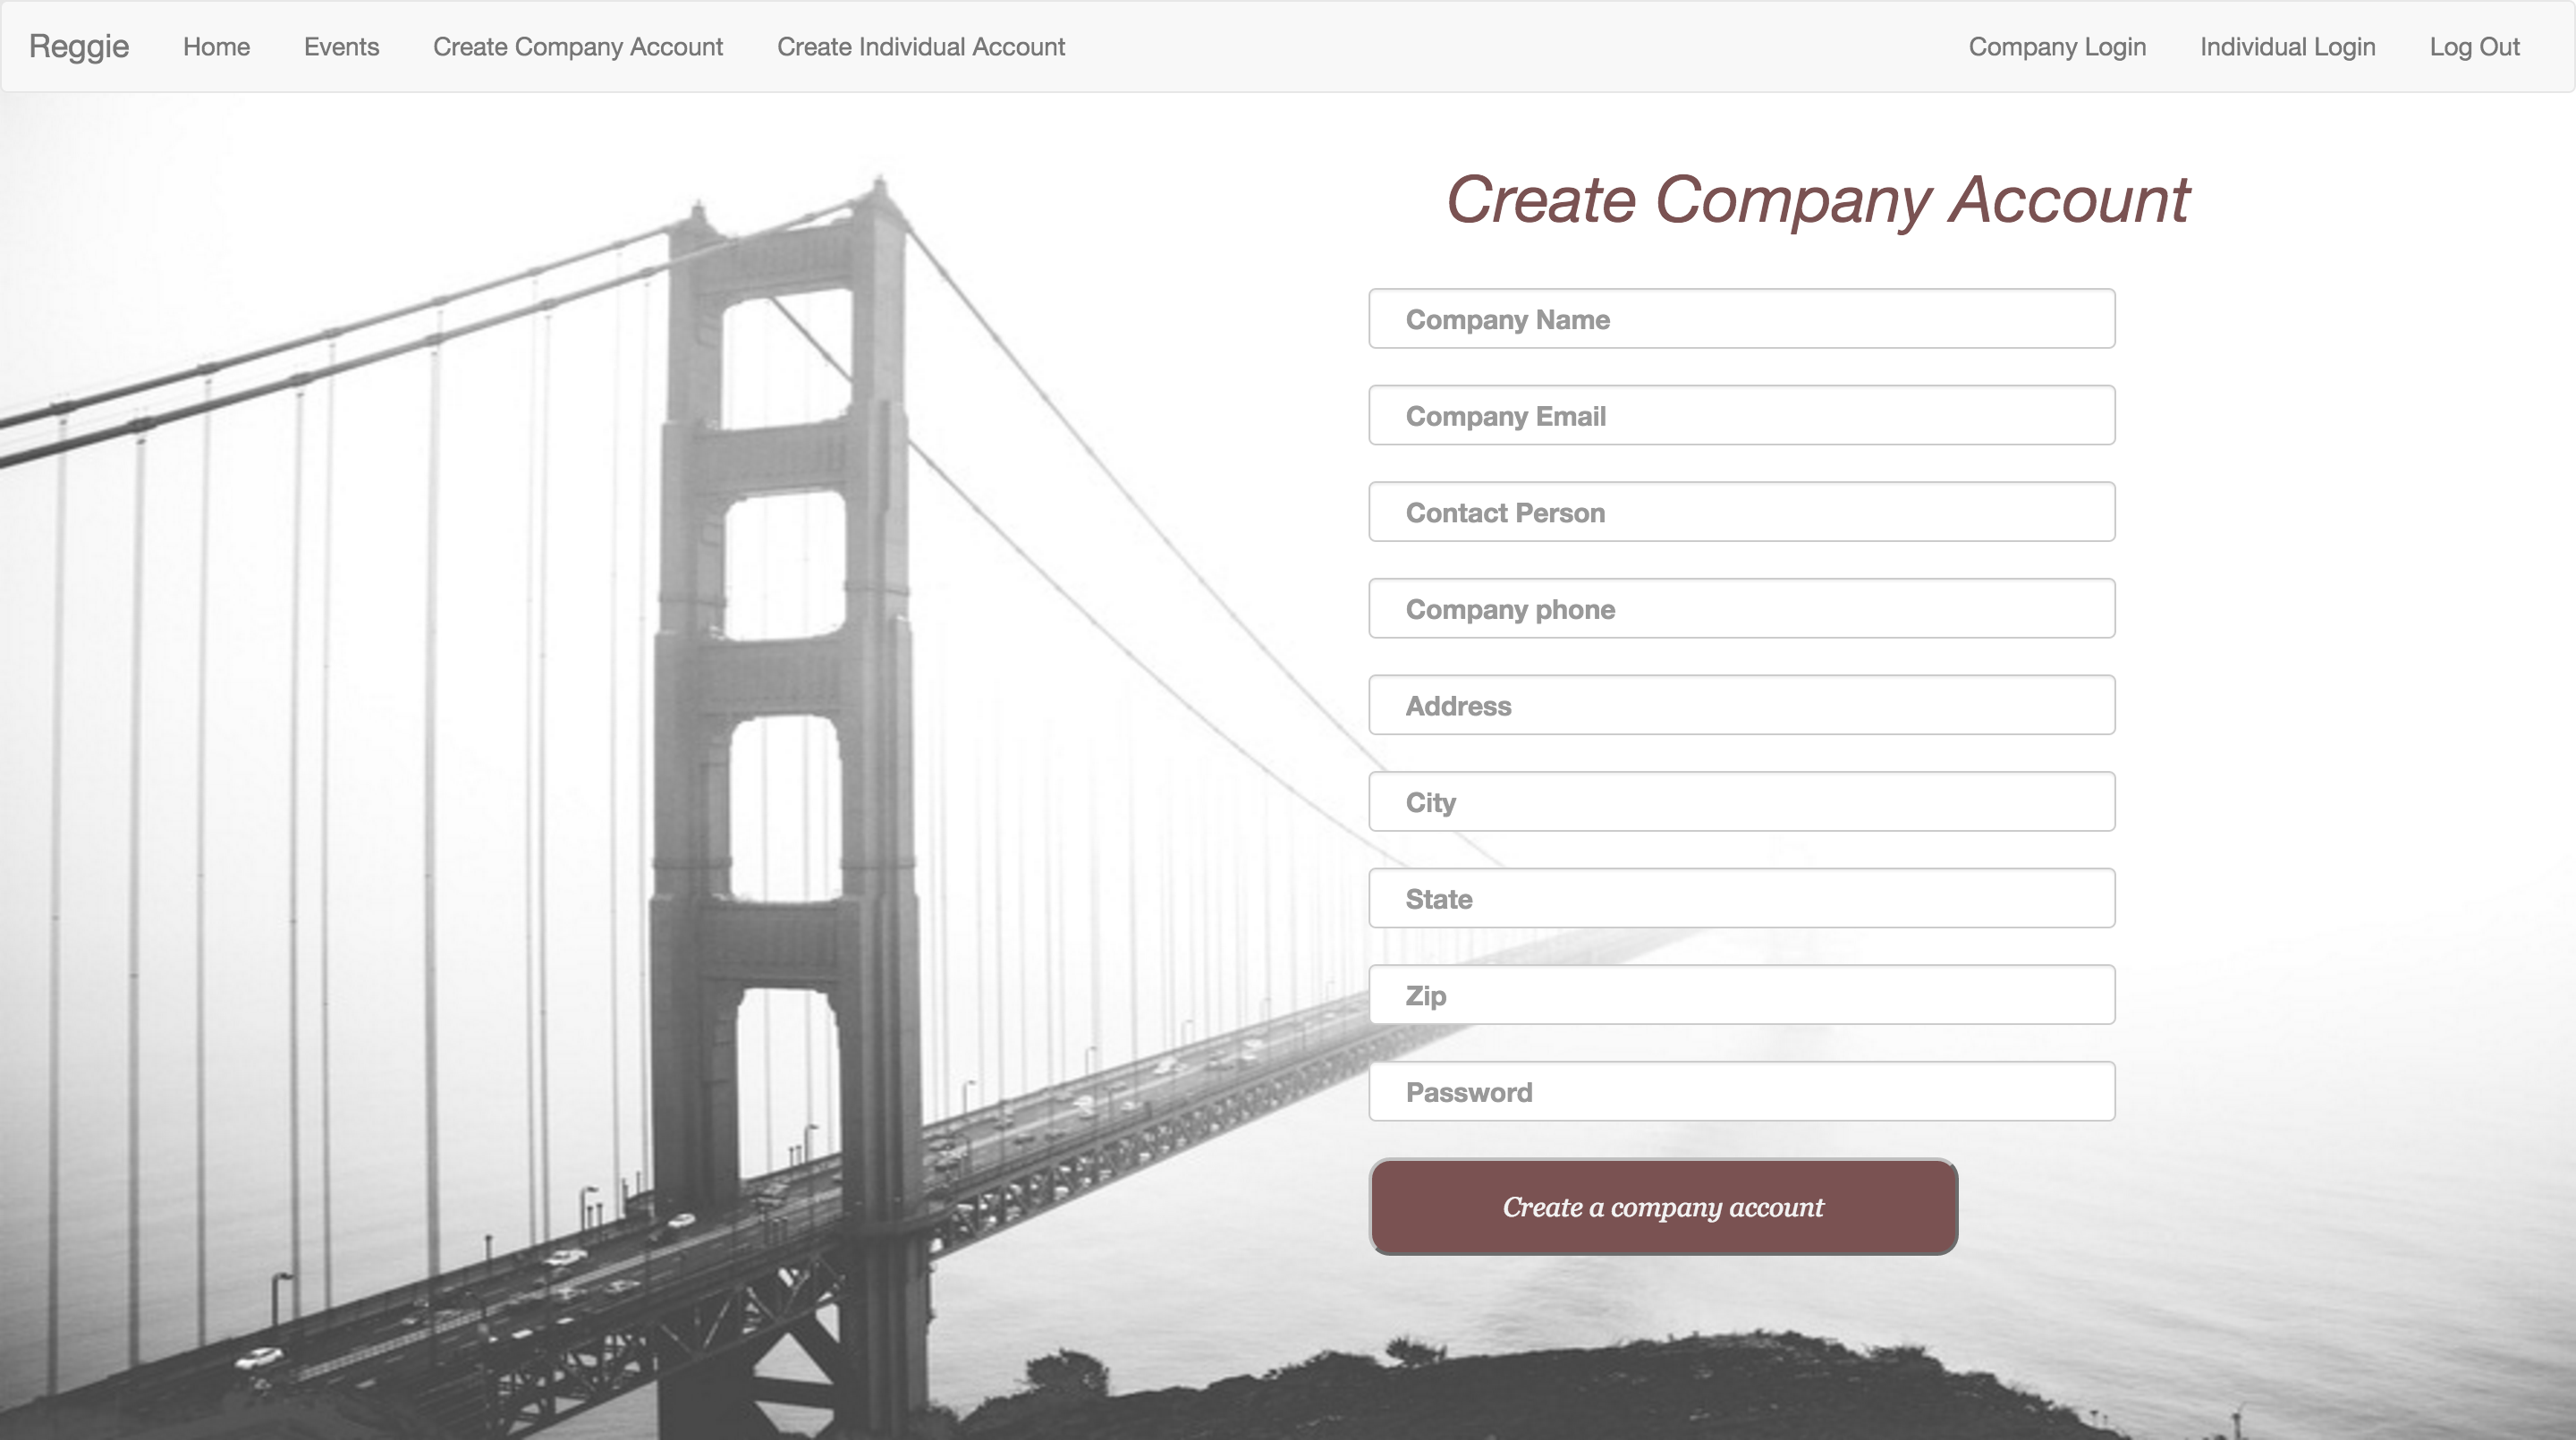 Reggie Home Events Create Company Account Create Individual Account Company Login Individual Login Log Out
Create Company Account
Company Name
Company Email
Contact Person
Company phone
Address
City
State
Zip
Password
Create a company account